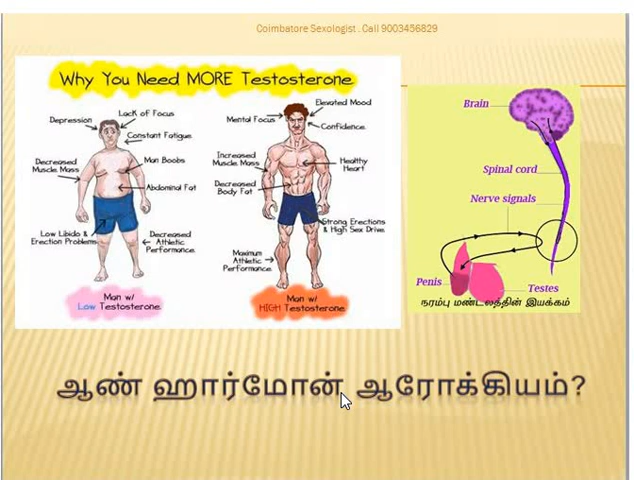 Coimbatore Sexologist . Call 9003456829
Why You Need MORE Testosterone
Depression
Lack of Focus
Constant Fatigue
Decreased
Muscle Mass
Man Boobs
Abdominal Fat
Low Libido &
Erection Problems
Decreased
Athletic
Performance
Man w/
Low Testosterone
Elevated Mood
Mental Focus
Confidence
Increased
Muscle Mass
Healthy
Heart
Decreased
Body Fat
Strong Erections
& High Sex Drive
Maximum
Athletic
Performance
Man w/
HIGH Testosterone
Brain
Spinal cord
Nerve signals
Penis
Testes
நரம்பு மண்டலத்தின் இயக்கம்
ஆண் ஹார்மோன் ஆரோக்கியம்?